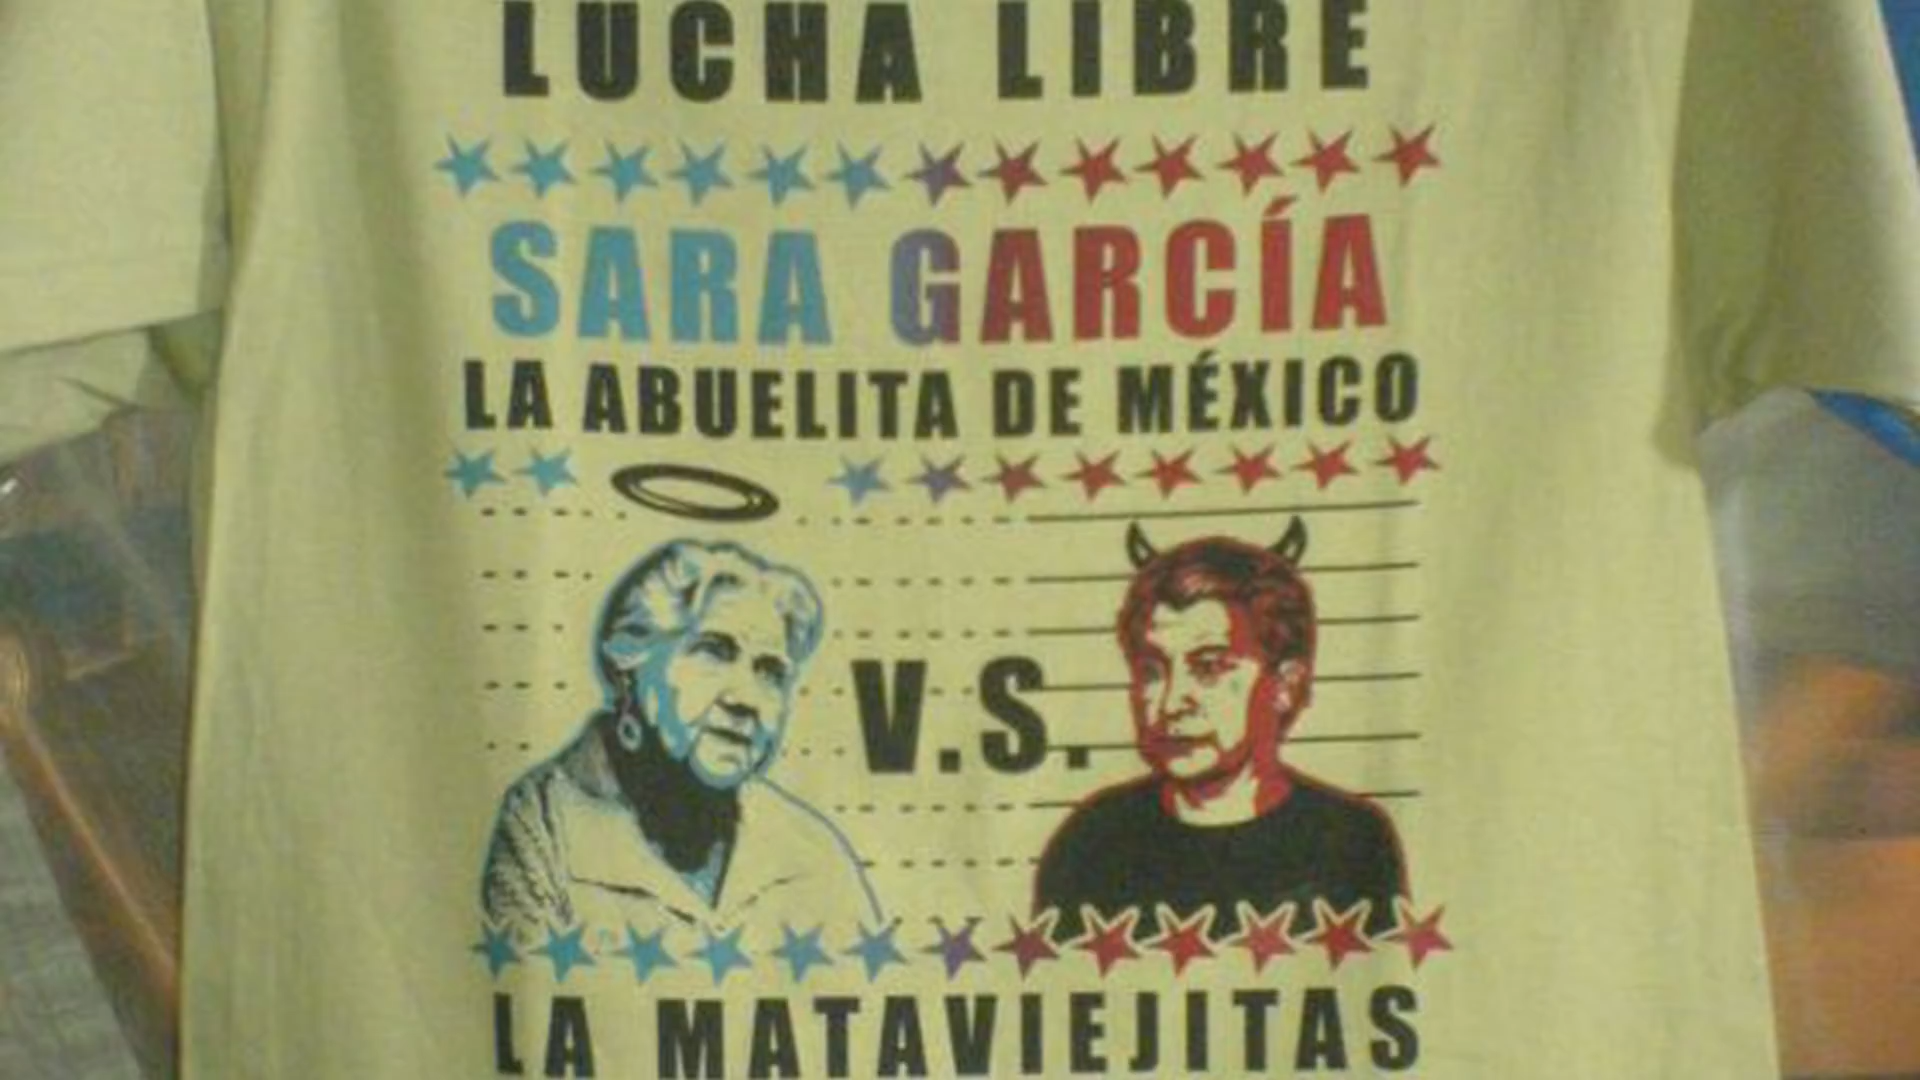 LUCHA LIBRE
SARA GARCÍA
LA ABUELITA DE MÉXICO
V.S.
LA MATAVIEJITAS